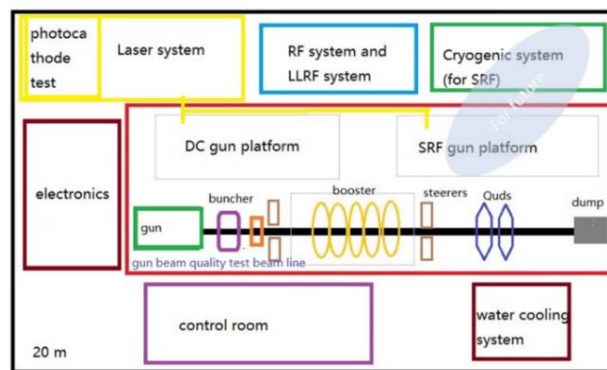 photoca
thode
test
Laser system
RF system and
LLRF system
Cryogenic system
(for SRF)
For future
DC gun platform
SRF gun platform
electronics
buncher
booster
steerers
Quds
dump
gun
gun beam quality test beam line
control room
water cooling
system
20 m